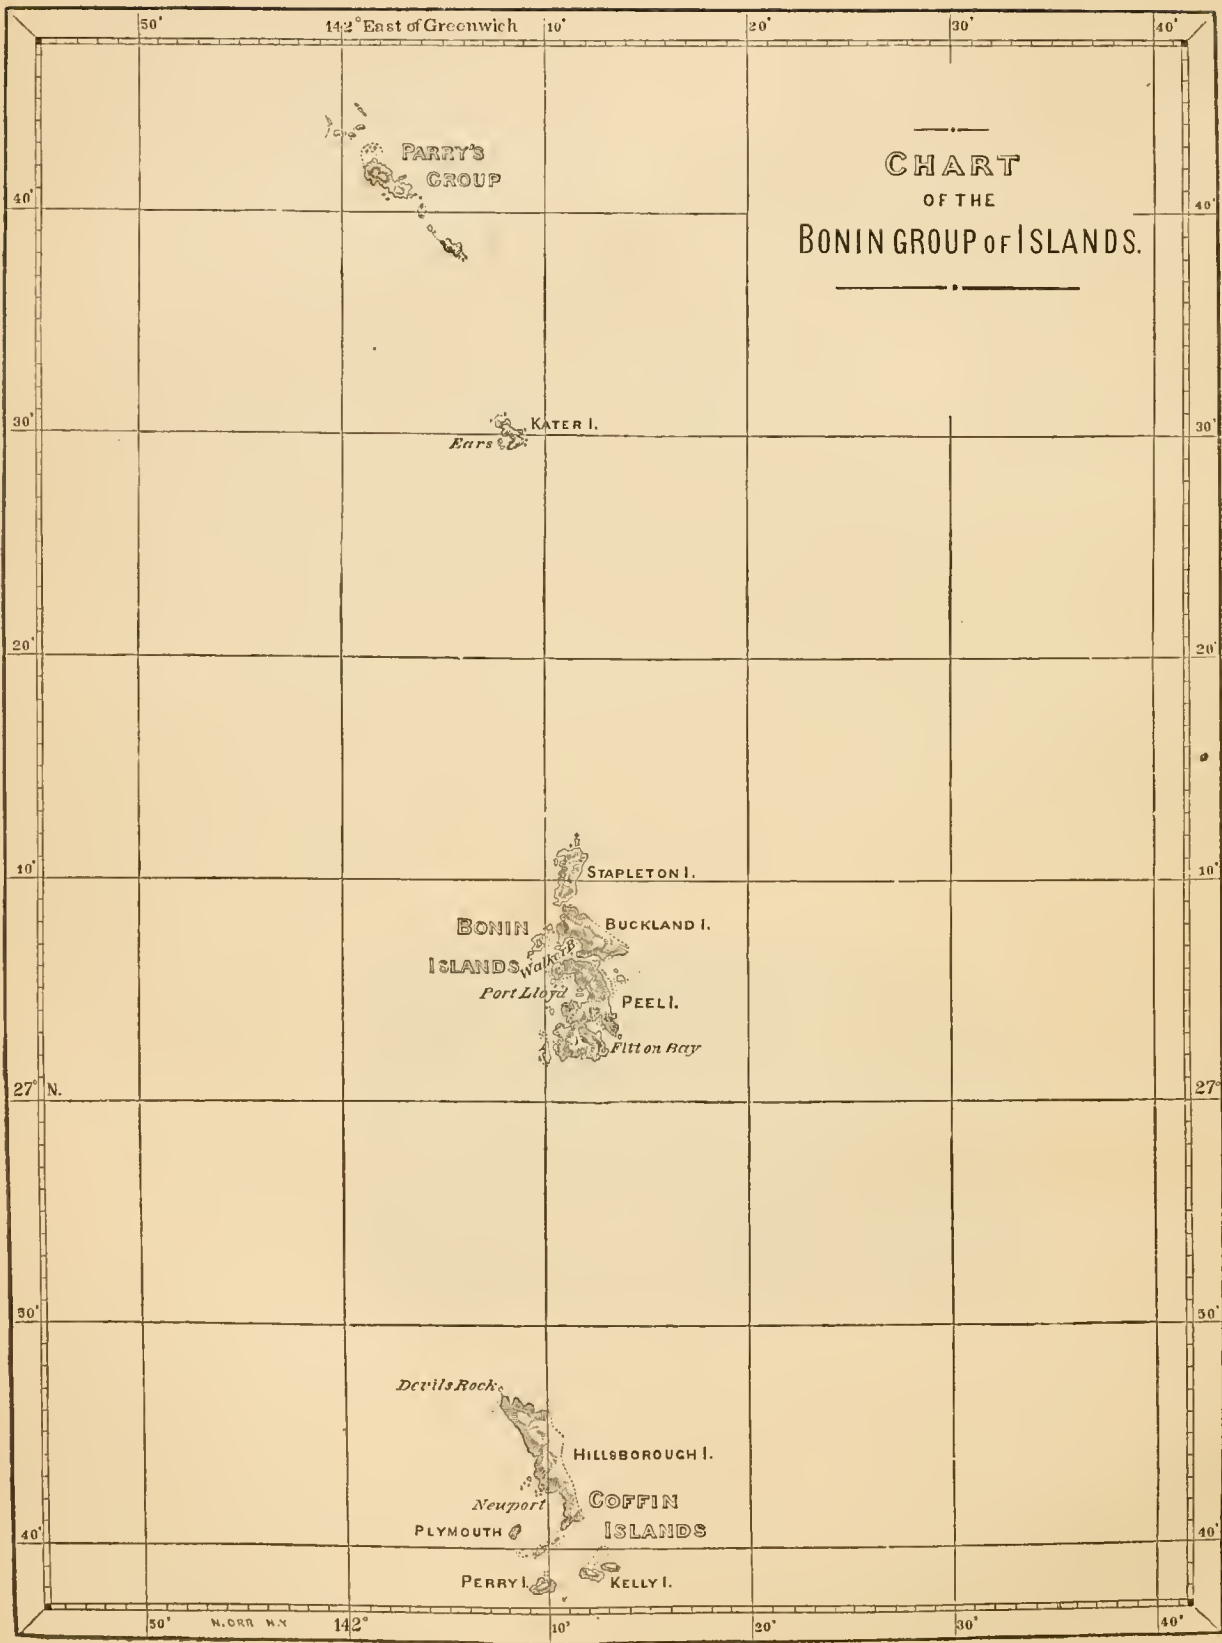 50'
142° East of Greenwich
10'
20'
30'
40'
CHART
OF THE
BONIN GROUP OF ISLANDS.
PARRY'S
GROUP
40'
40'
30'
KATER I.
Ears
30'
20'
20'
10'
STAPLETON I.
10'
BONIN
ISLANDS
BUCKLAND I.
Walker B
Port Lloyd
PEEL I.
Fitton Bay
27° N.
27°
50'
50'
Devils Rock
HILLSBOROUGH I.
Newport
COFFIN
ISLANDS
PLYMOUTH
40'
40'
PERRY I.
KELLY I.
50'
N. ORR N.Y
142°
10'
20'
30'
40'